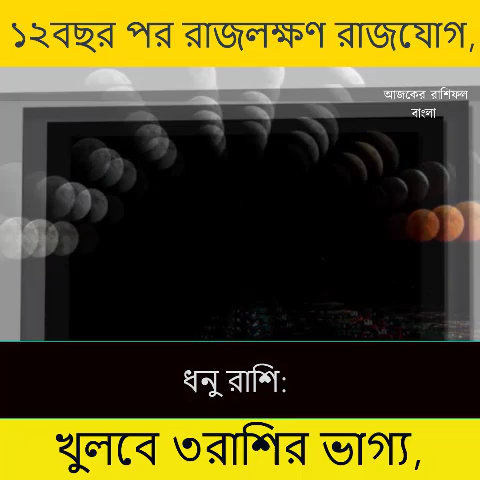 ১২বছর পর রাজলক্ষণ রাজযোগ,
আজকের রাশিফল
বাংলা
ধনু রাশি:
খুলবে ৩রাশির ভাগ্য,